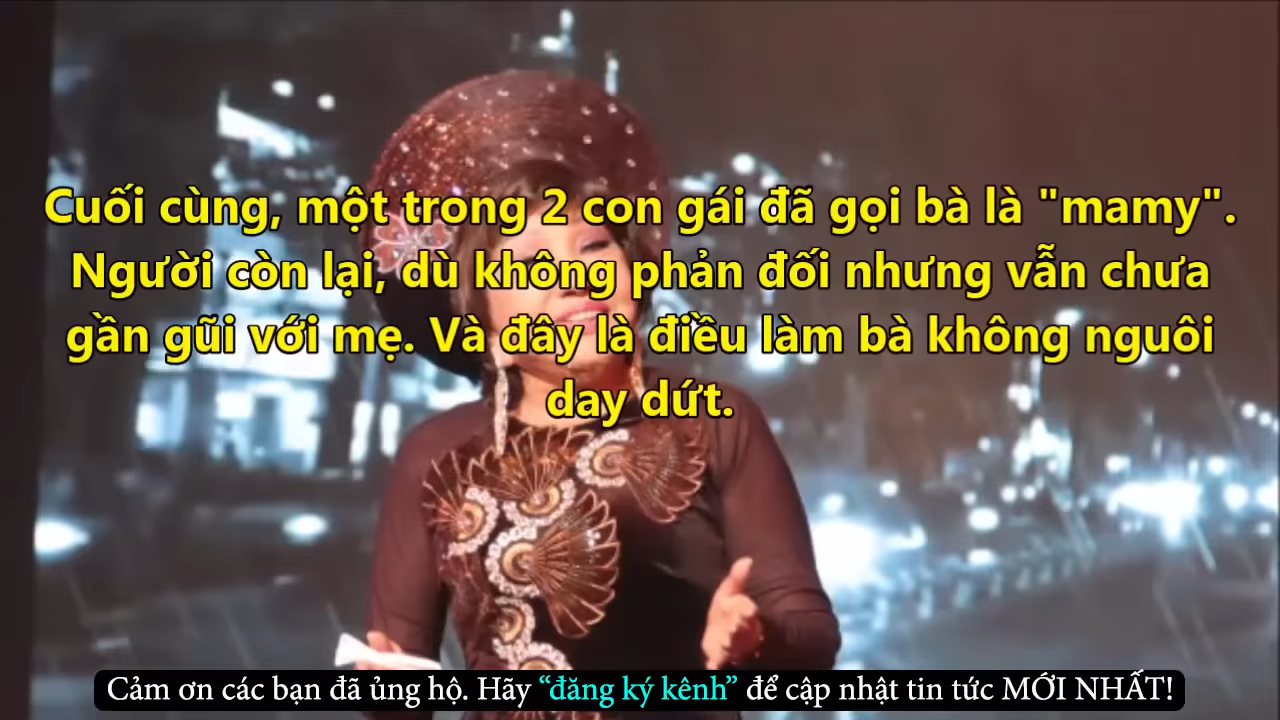 Cuối cùng, một trong 2 con gái đã gọi bà là "mamy".
Người còn lại, dù không phản đối nhưng vẫn chưa
gần gũi với mẹ. Và đây là điều làm bà không nguôi
day dứt.
Cảm ơn các bạn đã ủng hộ. Hãy “đăng ký kênh” để cập nhật tin tức MỚI NHẤT!